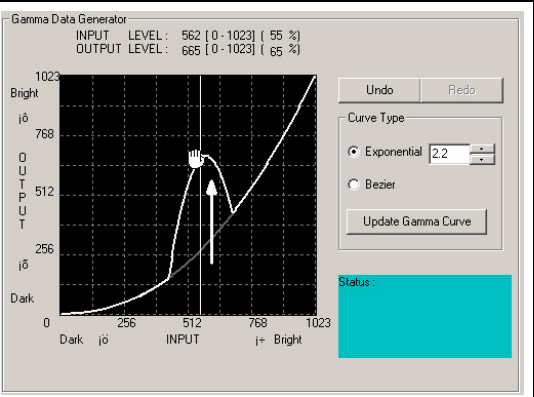 Gamma Data Generator
INPUT LEVEL : 562 [ 0 - 1023] ( 55 %)
OUTPUT LEVEL : 665 [ 0 - 1023] ( 65 %)
1023
Bright
¡ô
768
OUTPUT
512
256
¡õ
Dark
0 256 512 768 1023
Dark ¡ö INPUT ¡÷ Bright
Undo Redo
Curve Type
Exponential 2.2
Bezier
Update Gamma Curve
Status :